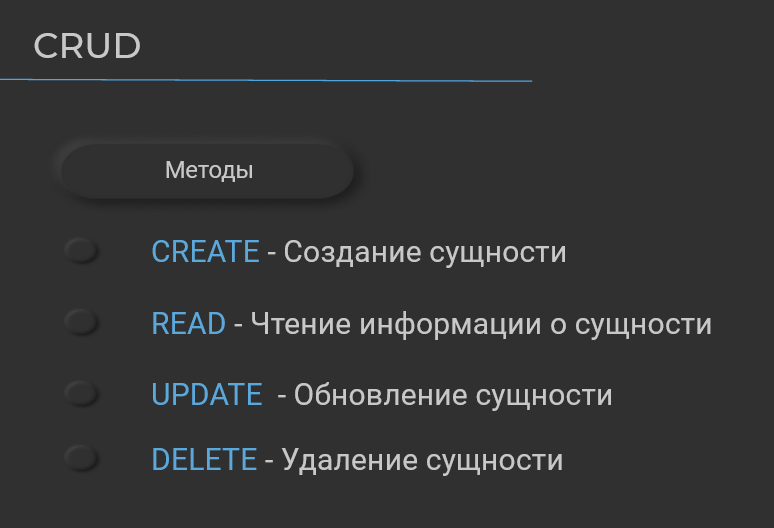 CRUD
Методы
CREATE - Создание сущности
READ - Чтение информации о сущности
UPDATE - Обновление сущности
DELETE - Удаление сущности